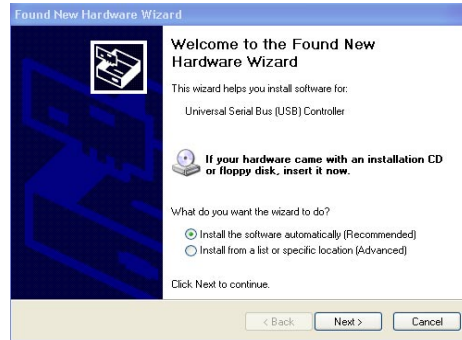 Found New Hardware Wizard
Welcome to the Found New
Hardware Wizard
This wizard helps you install software for:
Universal Serial Bus (USB) Controller
If your hardware came with an installation CD
or floppy disk, insert it now.
What do you want the wizard to do?
Install the software automatically (Recommended)
Install from a list or specific location (Advanced)
Click Next to continue.
< Back Next > Cancel